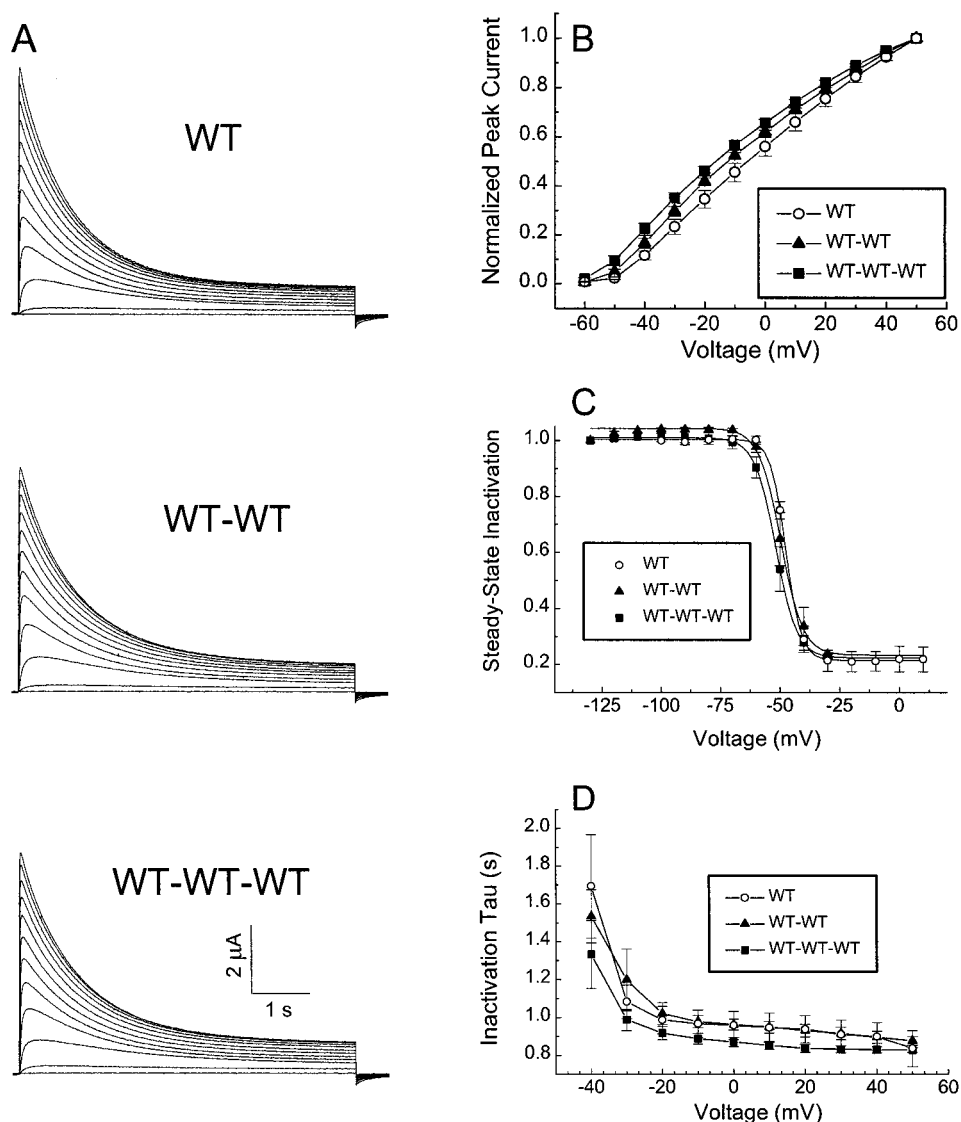 A
WT
WT-WT
WT-WT-WT
2 μA
1 s
B
Normalized Peak Current
1.0
0.8
0.6
0.4
0.2
0.0
WT
WT-WT
WT-WT-WT
-60 -40 -20 0 20 40 60
Voltage (mV)
C
Steady-State Inactivation
1.0
0.8
0.6
0.4
0.2
WT
WT-WT
WT-WT-WT
-125 -100 -75 -50 -25 0
Voltage (mV)
D
Inactivation Tau (s)
2.0
1.8
1.6
1.4
1.2
1.0
0.8
WT
WT-WT
WT-WT-WT
-40 -20 0 20 40 60
Voltage (mV)